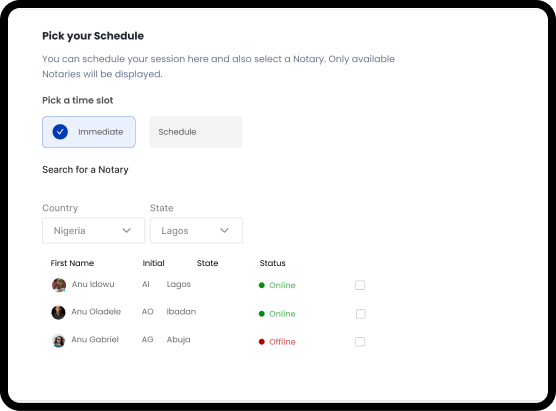 Pick your Schedule
You can schedule your session here and also select a Notary. Only available
Notaries will be displayed.
Pick a time slot
Immediate Schedule
Search for a Notary
Country State
Nigeria Lagos
First Name Initial State Status
Anu Idowu AI Lagos Online
Anu Oladele AO Ibadan Online
Anu Gabriel AG Abuja Offline